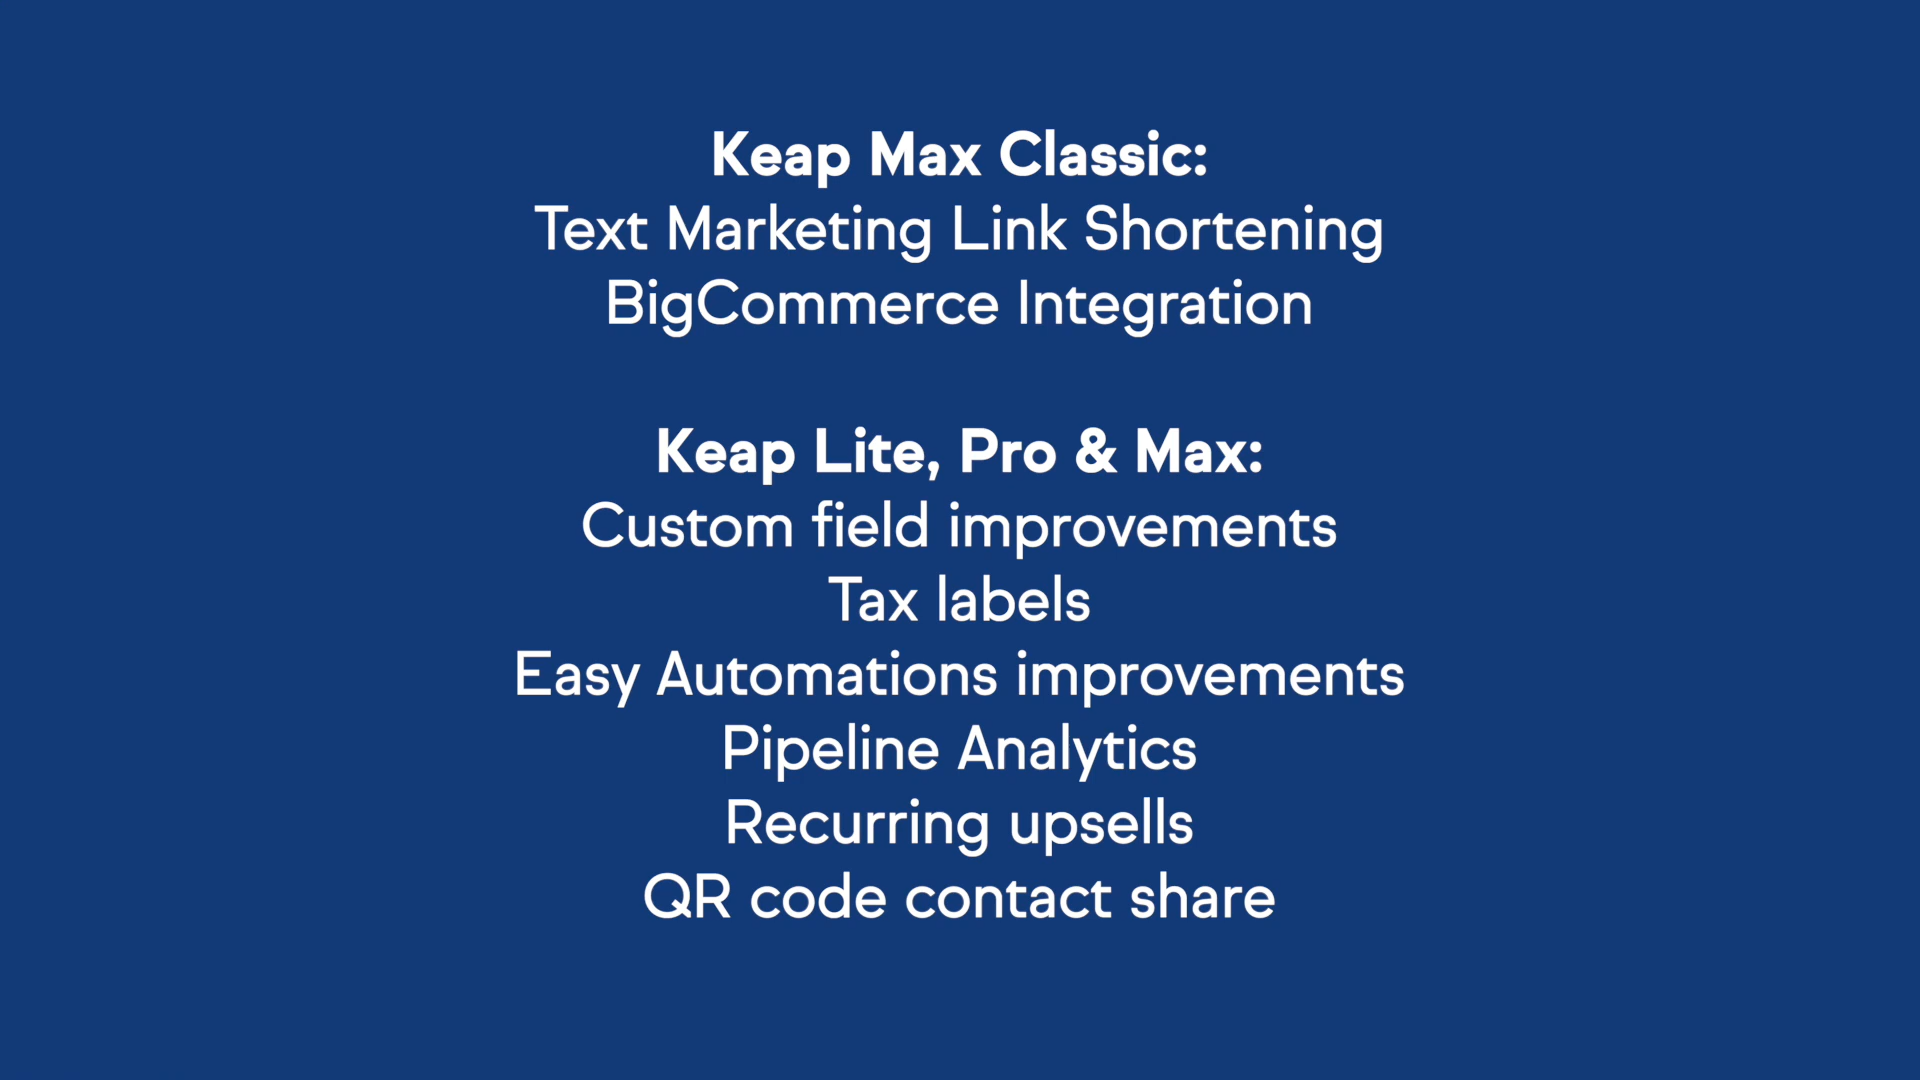 Keap Max Classic:
Text Marketing Link Shortening
BigCommerce Integration
Keap Lite, Pro & Max:
Custom field improvements
Tax labels
Easy Automations improvements
Pipeline Analytics
Recurring upsells
QR code contact share